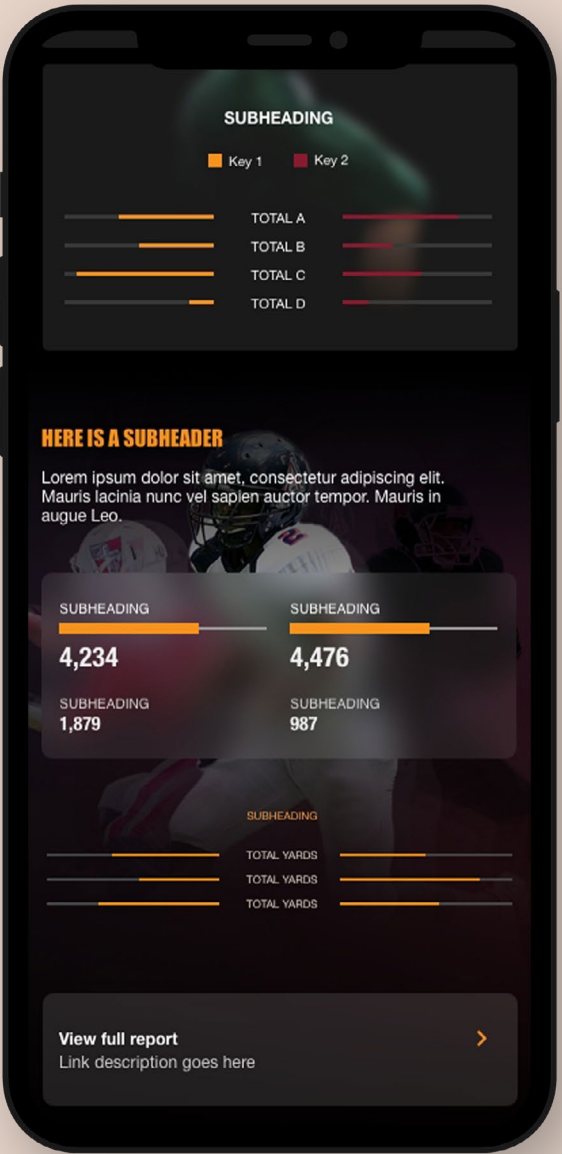 SUBHEADING
Key 1 Key 2
TOTAL A
TOTAL B
TOTAL C
TOTAL D
HERE IS A SUBHEADER
Lorem ipsum dolor sit amet, consectetur adipiscing elit.
Mauris lacinia nunc vel sapien auctor tempor. Mauris in
augue Leo.
SUBHEADING SUBHEADING
4,234 4,476
SUBHEADING SUBHEADING
1,879 987
SUBHEADING
TOTAL YARDS
TOTAL YARDS
TOTAL YARDS
View full report
Link description goes here